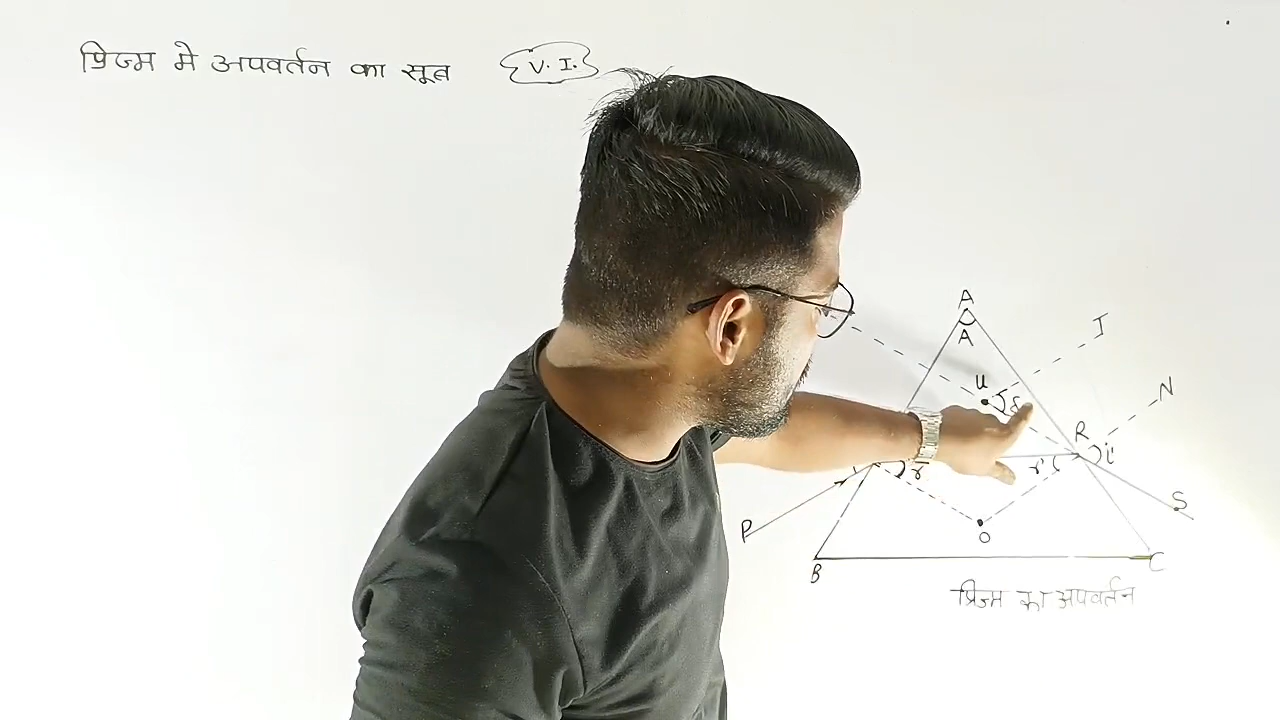 प्रिज्म मे अपवर्तन का सूत्र V. I.
A
A
I
u
δ
N
R
r
r'
i'
P
S
O
B
C
प्रिज्म का अपवर्तन